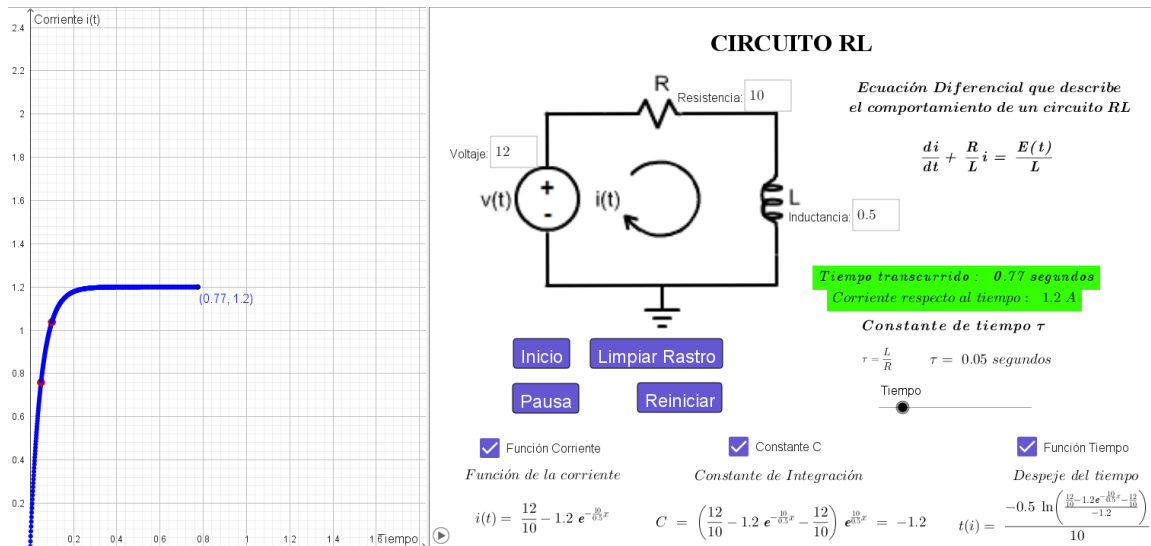 Corriente i(t)
2.4
2.2
2
1.8
1.6
1.4
1.2
1
0.8
0.6
0.4
0.2
(0.77, 1.2)
0.2 0.4 0.6 0.8 1 1.2 1.4 1.6 Tiempo
CIRCUITO RL
R
Resistencia: 10
Voltaje: 12
v(t)
+
-
i(t)
L
Inductancia: 0.5
Ecuación Diferencial que describe
el comportamiento de un circuito RL
di/dt + R/L i = E(t)/L
Tiempo transcurrido : 0.77 segundos
Corriente respecto al tiempo : 1.2 A
Constante de tiempo τ
τ = L/R τ = 0.05 segundos
Tiempo
Inicio Limpiar Rastro
Pausa Reiniciar
Función Corriente
Función de la corriente
i(t) = 12/10 − 1.2 e^(−10/0.5 x)
Constante C
Constante de Integración
C = (12/10 − 1.2 e^(−10/0.5 x) − 12/10) e^(10/0.5 x) = −1.2
Función Tiempo
Despeje del tiempo
t(i) = −0.5 ln((12/10 − 1.2e^(−10/0.5 x) − 12/10)/−1.2)/10